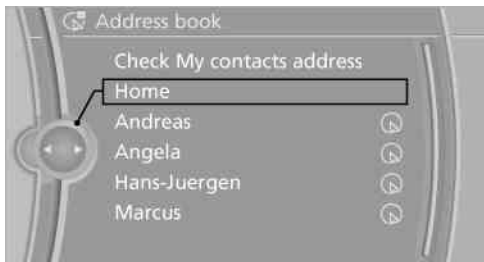 Address book
Check My contacts address
Home
Andreas
Angela
Hans-Juergen
Marcus